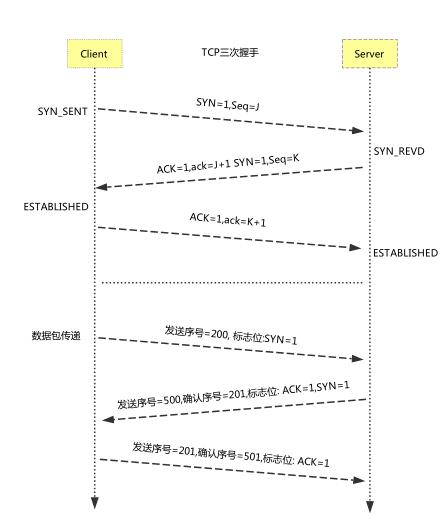 Client
TCP三次握手
Server
SYN=1,Seq=J
SYN_SENT
SYN_REVD
ACK=1,ack=J+1 SYN=1,Seq=K
ESTABLISHED
ACK=1,ack=K+1
ESTABLISHED
数据包传递
发送序号=200, 标志位:SYN=1
发送序号=500,确认序号=201,标志位: ACK=1,SYN=1
发送序号=201,确认序号=501,标志位: ACK=1